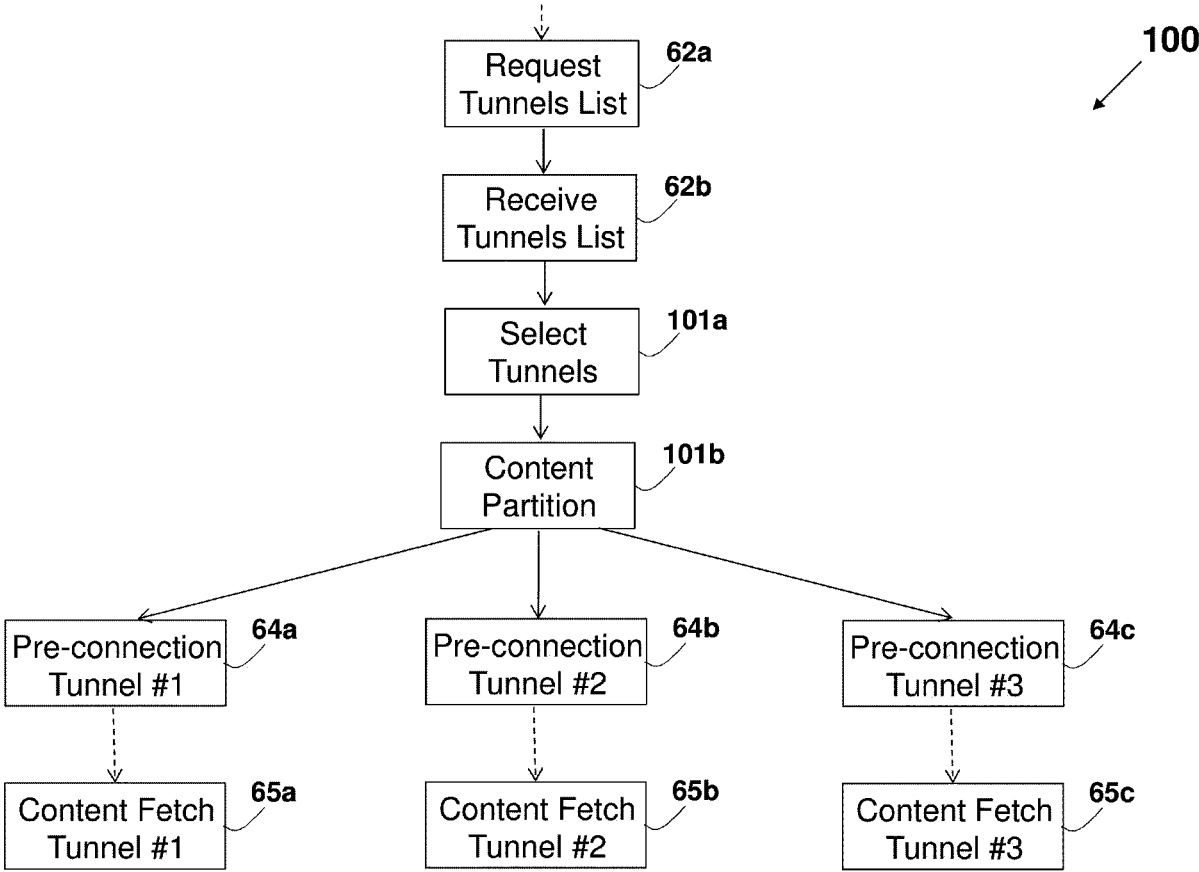 100
62a
Request
Tunnels List
62b
Receive
Tunnels List
101a
Select
Tunnels
101b
Content
Partition
64a
Pre-connection
Tunnel #1
64b
Pre-connection
Tunnel #2
64c
Pre-connection
Tunnel #3
65a
Content Fetch
Tunnel #1
65b
Content Fetch
Tunnel #2
65c
Content Fetch
Tunnel #3